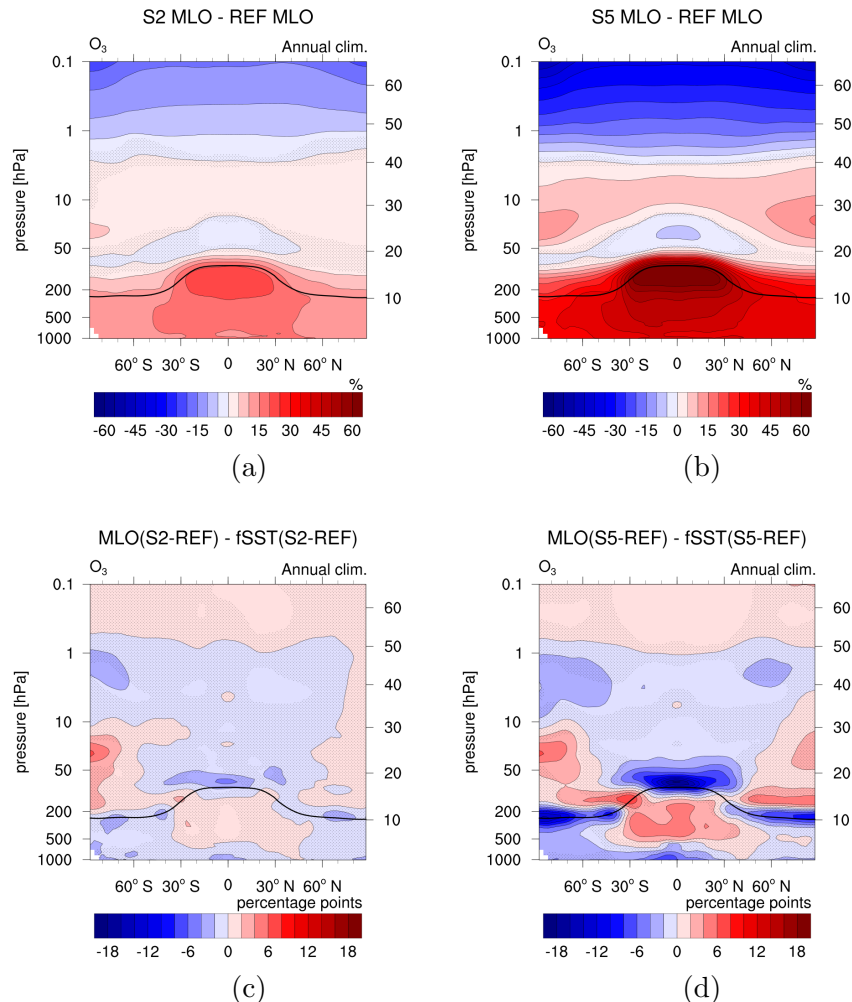 S2 MLO - REF MLO
O3 Annual clim.
0.1
1
10
50
200
500
1000
pressure [hPa]
60
50
40
30
20
10
60° S 30° S 0 30° N 60° N
%
-60 -30 -15 0 15 30 45 60
(a)
S5 MLO - REF MLO
O3 Annual clim.
0.1
1
10
50
200
500
1000
pressure [hPa]
60
50
40
30
20
10
60° S 30° S 0 30° N 60° N
%
-60 -30 -15 0 15 30 45 60
(b)
MLO(S2-REF) - fSST(S2-REF)
O3 Annual clim.
0.1
1
10
50
200
500
1000
pressure [hPa]
60
50
40
30
20
10
60° S 30° S 0 30° N 60° N
percentage points
-18 -12 -6 0 6 12 18
(c)
MLO(S5-REF) - fSST(S5-REF)
O3 Annual clim.
0.1
1
10
50
200
500
1000
pressure [hPa]
60
50
40
30
20
10
60° S 30° S 0 30° N 60° N
percentage points
-18 -12 -6 0 6 12 18
(d)